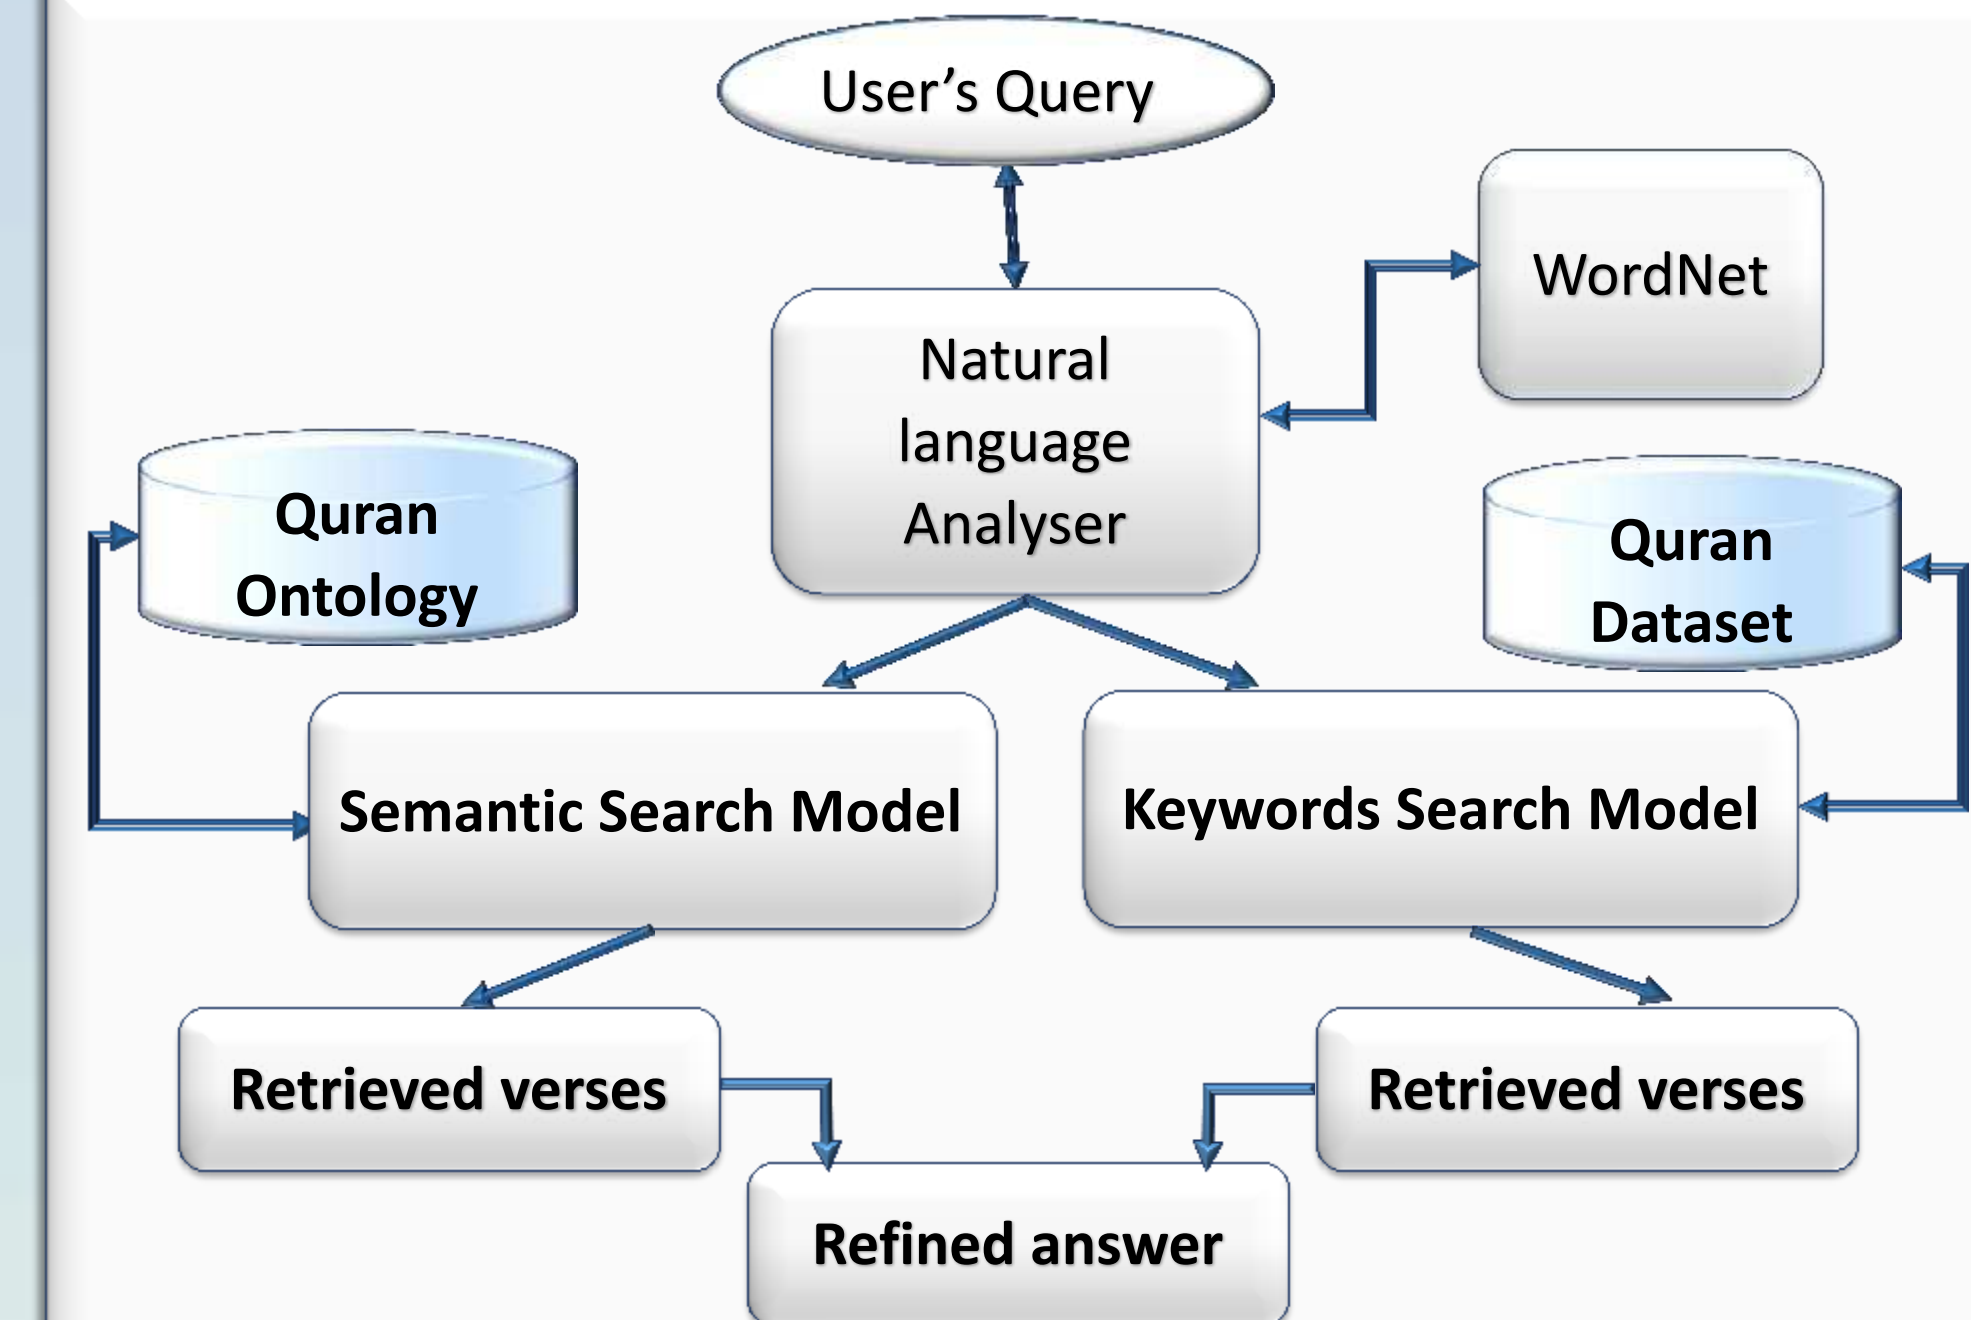 User’s Query
WordNet
Natural
language
Analyser
Quran
Ontology
Quran
Dataset
Semantic Search Model
Keywords Search Model
Retrieved verses
Retrieved verses
Refined answer